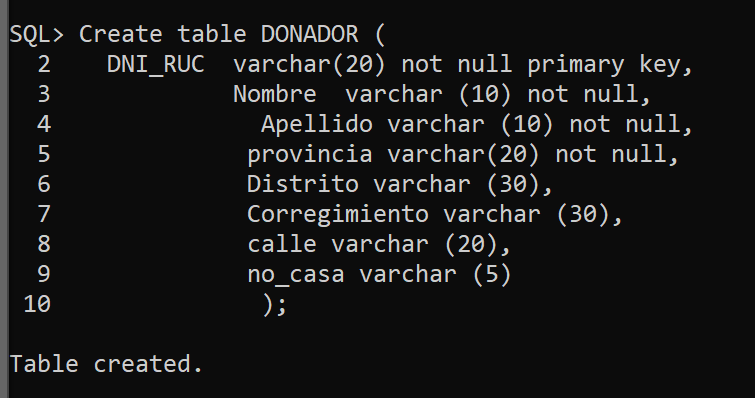 SQL> Create table DONADOR (
  2    DNI_RUC  varchar(20) not null primary key,
  3             Nombre  varchar (10) not null,
  4               Apellido varchar (10) not null,
  5              provincia varchar(20) not null,
  6              Distrito varchar (30),
  7              Corregimiento varchar (30),
  8              calle varchar (20),
  9              no_casa varchar (5)
 10               );
Table created.